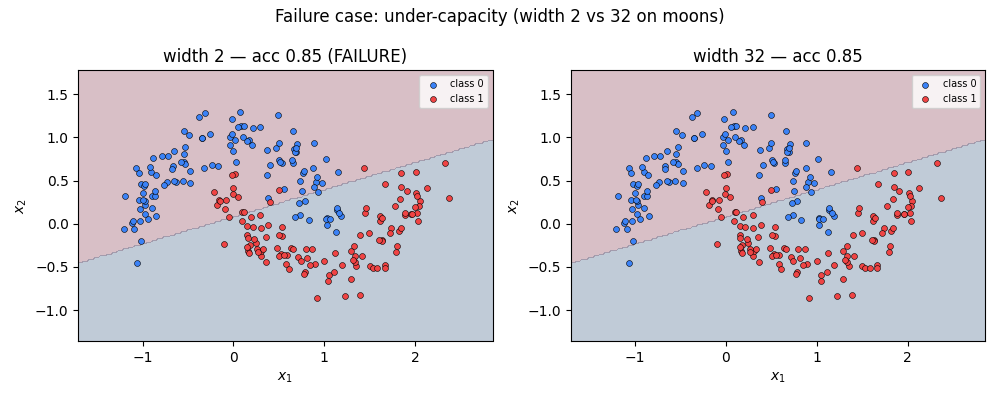 Failure case: under-capacity (width 2 vs 32 on moons)
width 2 — acc 0.85 (FAILURE)
class 0
class 1
1.5
1.0
0.5
0.0
−0.5
−1.0
x₂
−1
0
1
2
x₁
width 32 — acc 0.85
class 0
class 1
1.5
1.0
0.5
0.0
−0.5
−1.0
x₂
−1
0
1
2
x₁